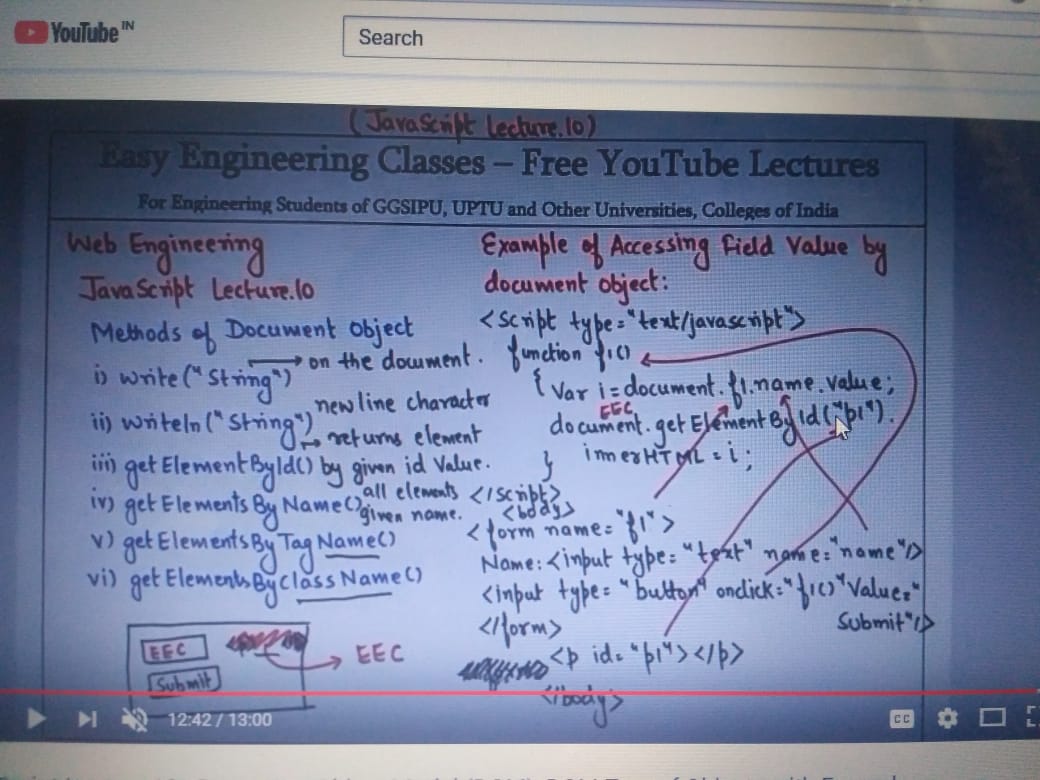 YouTube IN
Search
(JavaScript Lecture.10)
Easy Engineering Classes – Free YouTube Lectures
For Engineering Students of GGSIPU, UPTU and Other Universities, Colleges of India
Web Engineering
JavaScript Lecture.10
Methods of Document Object
i) write("String") → on the document.
ii) writeln("String") new line character
iii) getElementById() → returns element by given id value.
iv) getElementsByName() all elements given name.
v) getElementsByTagName()
vi) getElementsByClassName()
EEC
Submit
EEC
Example of Accessing Field Value by
document object:
<script type="text/javascript">
function f1()
{ var i=document.f1.name.value;
EEC
document.getElementById("p1").
innerHTML = i;
}
</script>
<body>
<form name="f1">
Name:<input type="text" name="name"/>
<input type="button" onclick="f1()" Value="
Submit"/>
</form>
<p id="p1"></p>
</body>
12:42 / 13:00
CC